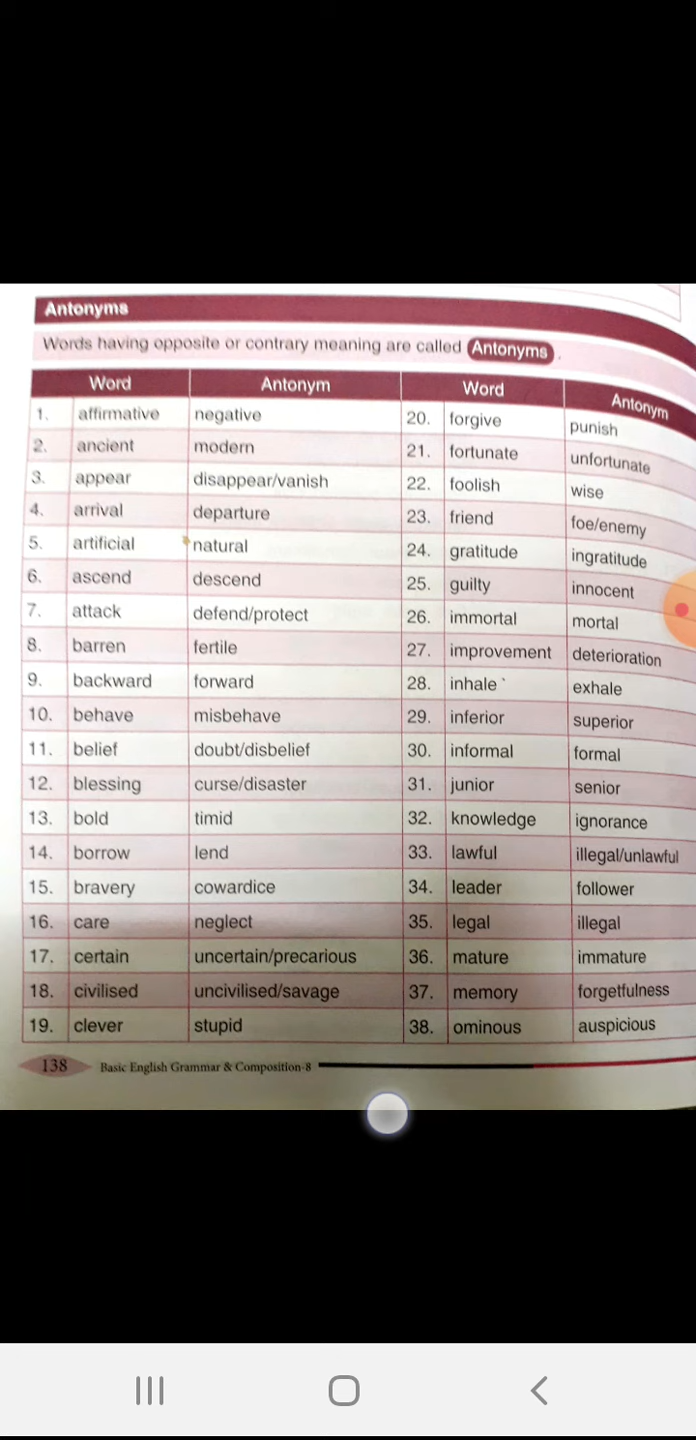 Antonyms
Words having opposite or contrary meaning are called Antonyms.
Word Antonym Word Antonym
1. affirmative negative 20. forgive punish
2. ancient modern 21. fortunate unfortunate
3. appear disappear/vanish 22. foolish wise
4. arrival departure 23. friend foe/enemy
5. artificial natural 24. gratitude ingratitude
6. ascend descend 25. guilty innocent
7. attack defend/protect 26. immortal mortal
8. barren fertile 27. improvement deterioration
9. backward forward 28. inhale exhale
10. behave misbehave 29. inferior superior
11. belief doubt/disbelief 30. informal formal
12. blessing curse/disaster 31. junior senior
13. bold timid 32. knowledge ignorance
14. borrow lend 33. lawful illegal/unlawful
15. bravery cowardice 34. leader follower
16. care neglect 35. legal illegal
17. certain uncertain/precarious 36. mature immature
18. civilised uncivilised/savage 37. memory forgetfulness
19. clever stupid 38. ominous auspicious
138 Basic English Grammar & Composition-8